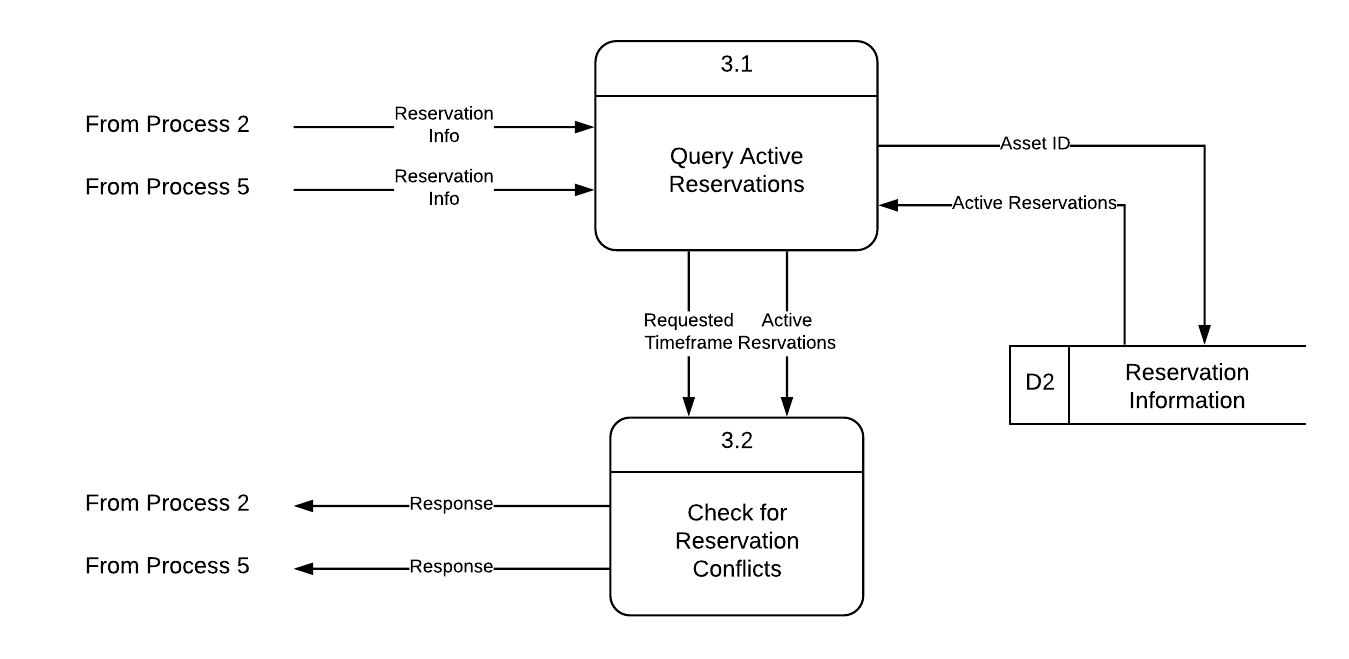 3.1
From Process 2
Reservation
Info
From Process 5
Reservation
Info
Query Active
Reservations
Asset ID
Active Reservations
Requested
Timeframe
Active
Resrvations
D2
Reservation
Information
3.2
From Process 2
Response
From Process 5
Response
Check for
Reservation
Conflicts